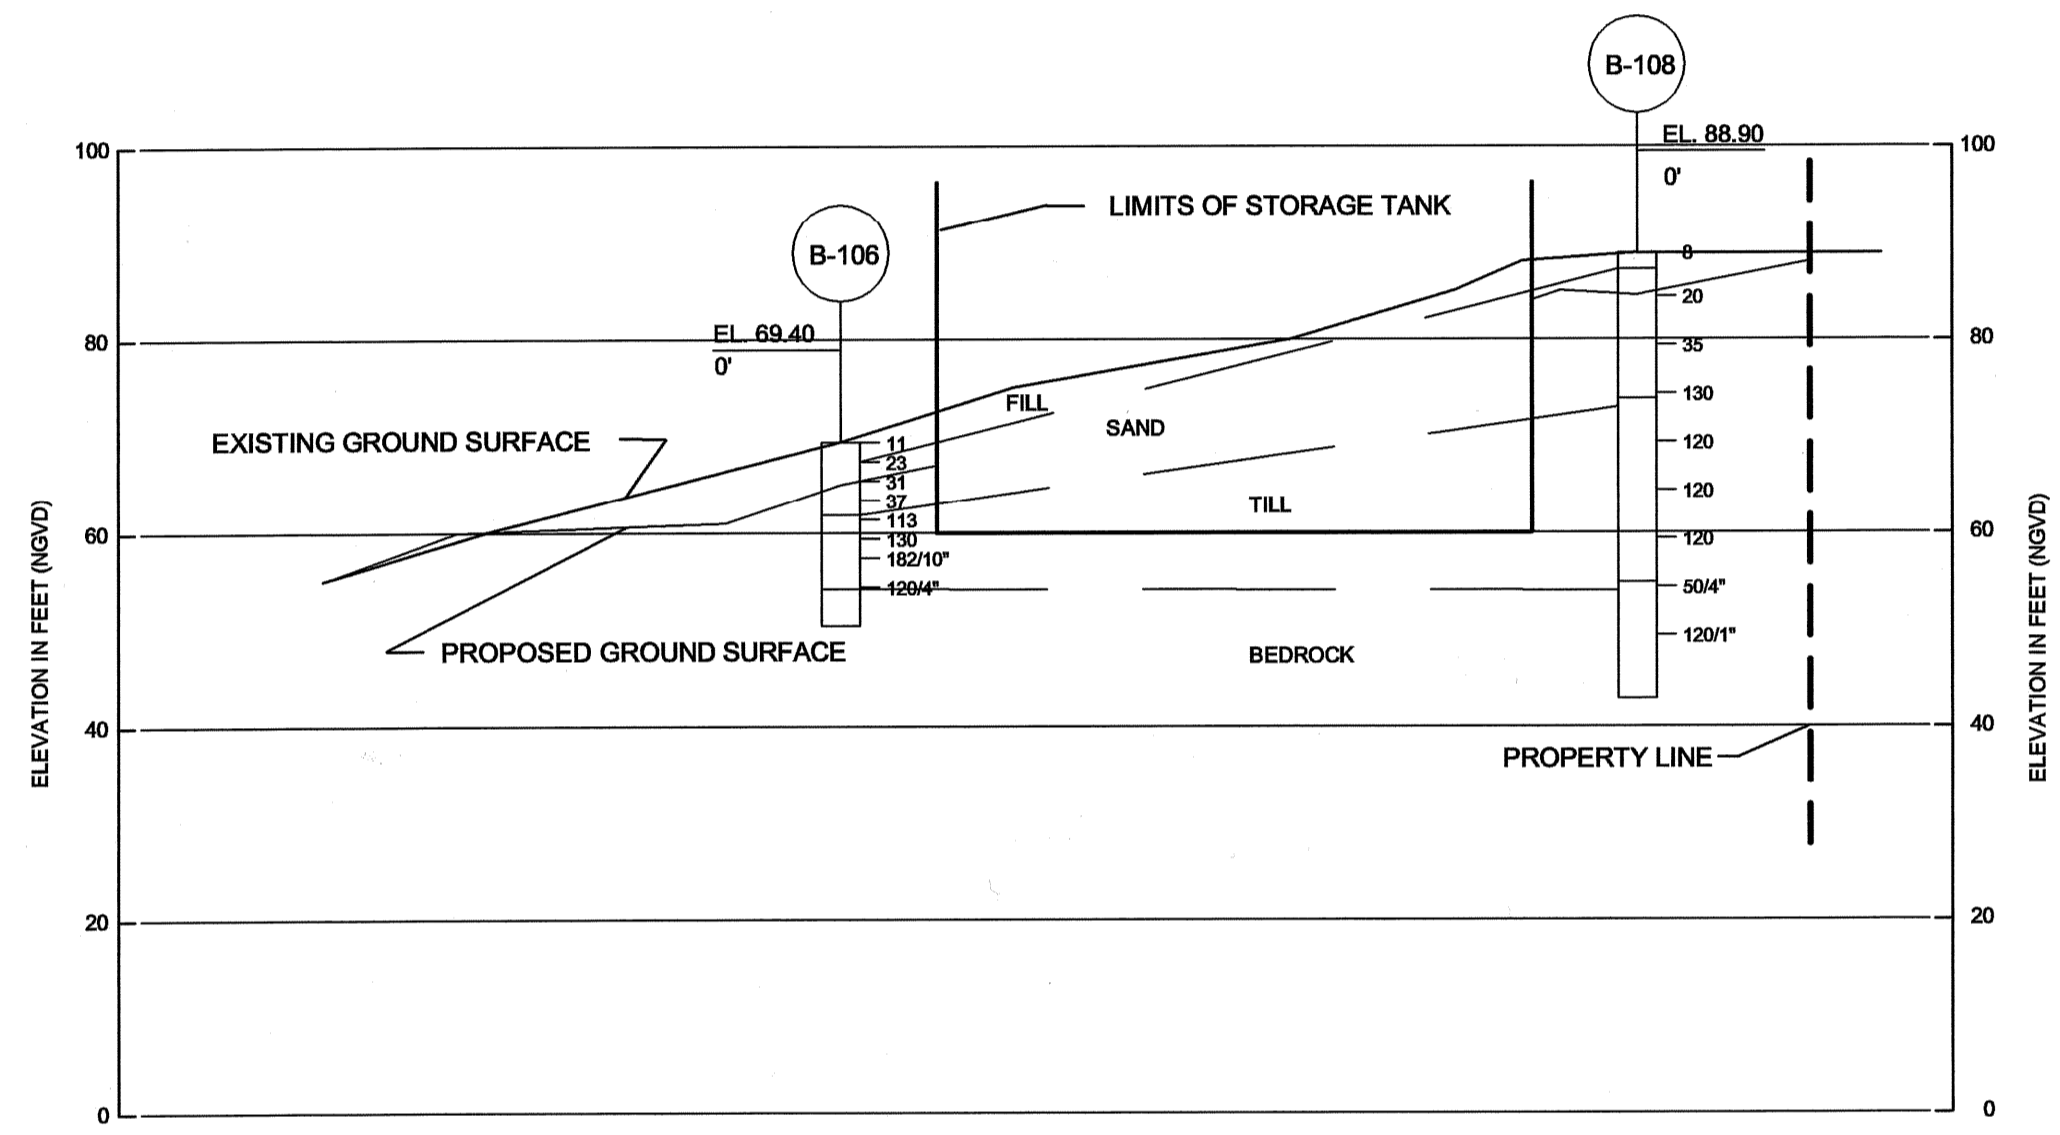 B-108
EL. 88.90
0'
100
100
LIMITS OF STORAGE TANK
B-106
8
20
EL. 69.40
0'
80
80
35
130
FILL
SAND
EXISTING GROUND SURFACE
11
23
31
37
113
130
182/10"
120/4"
120
120
120
50/4"
120/1"
TILL
60
60
PROPOSED GROUND SURFACE
BEDROCK
ELEVATION IN FEET (NGVD)
ELEVATION IN FEET (NGVD)
40
40
PROPERTY LINE
20
20
0
0